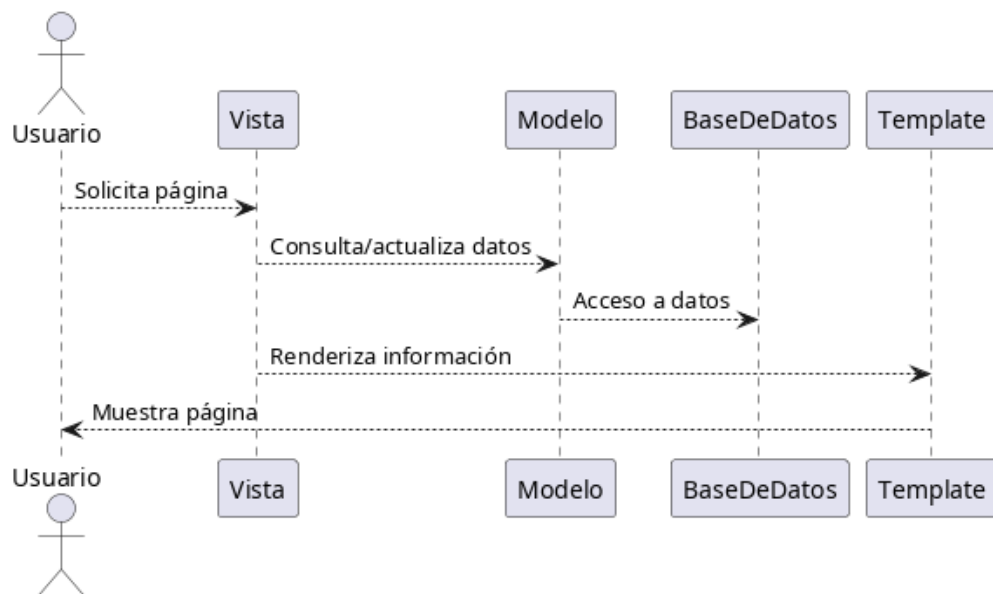 Usuario
Vista
Modelo
BaseDeDatos
Template
Solicita página
Consulta/actualiza datos
Acceso a datos
Renderiza información
Muestra página
Usuario
Vista
Modelo
BaseDeDatos
Template